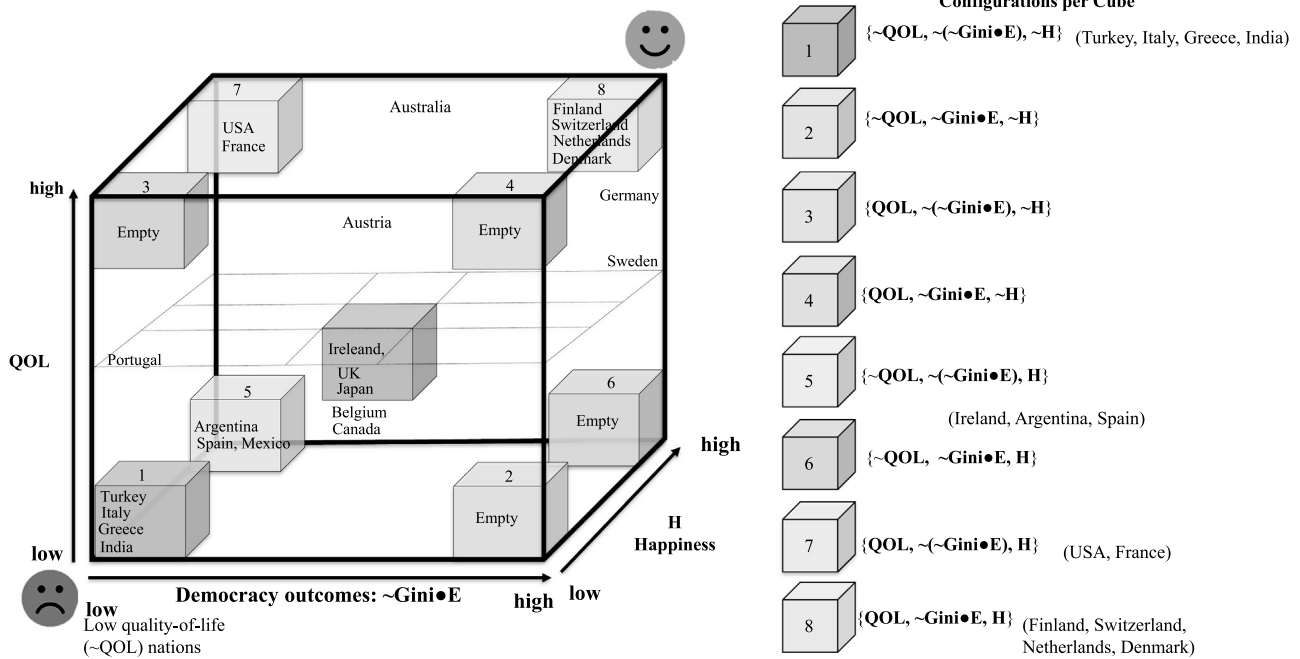 Configurations per Cube
1
{~QOL, ~(~Gini●E), ~H} (Turkey, Italy, Greece, India)
2
{~QOL, ~Gini●E, ~H}
3
{QOL, ~(~Gini●E), ~H}
4
{QOL, ~Gini●E, ~H}
5
{~QOL, ~(~Gini●E), H}
(Ireland, Argentina, Spain)
6
{~QOL, ~Gini●E, H}
7
{QOL, ~(~Gini●E), H} (USA, France)
8
{QOL, ~Gini●E, H} (Finland, Switzerland,
Netherlands, Denmark)
7
USA
France
Australia
8
Finland
Switzerland
Netherlands
Denmark
high
3
Empty
Austria
4
Empty
Germany
Sweden
QOL
Portugal
Ireleand,
UK
Japan
Belgium
Canada
5
Argentina
Spain, Mexico
6
Empty
1
Turkey
Italy
Greece
India
2
Empty
high
H
Happiness
low
low
Democracy outcomes: ~Gini●E
high
low
Low quality-of-life
(~QOL) nations